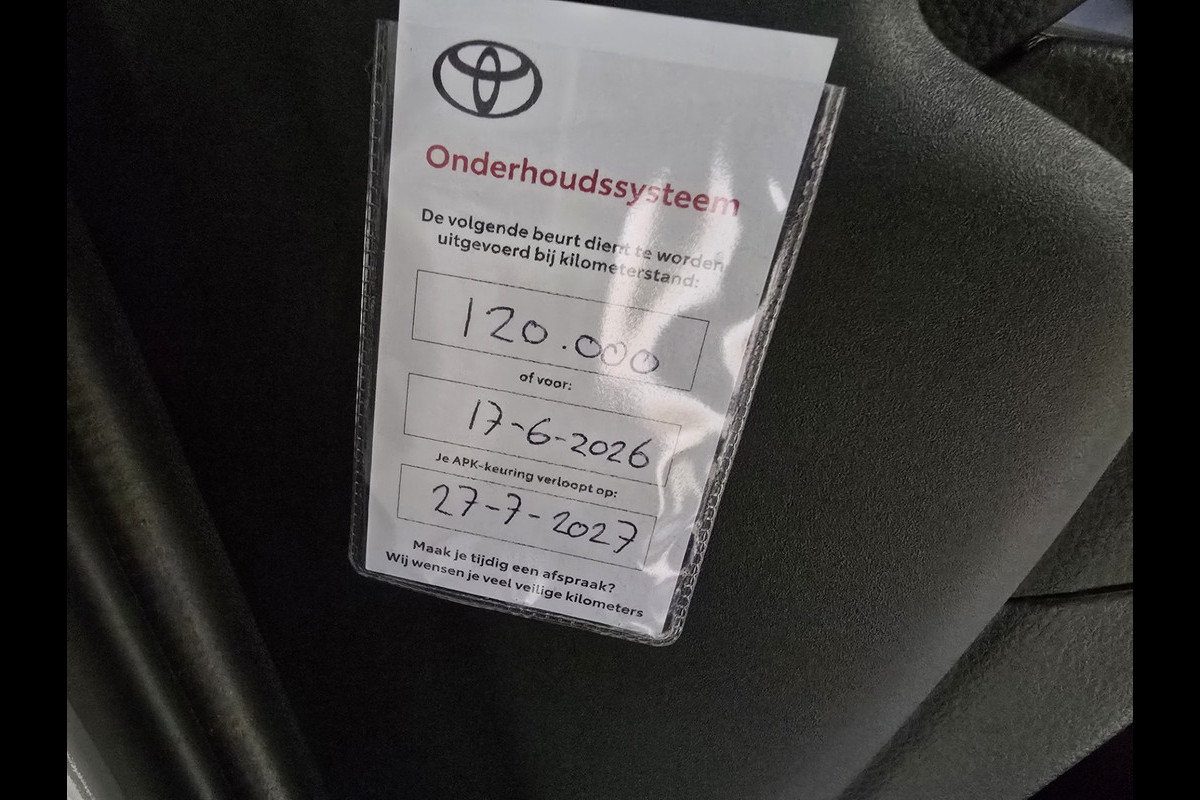 Onderhoudssysteem
De volgende beurt dient te worden
uitgevoerd bij kilometerstand:
120.000
of voor:
17-6-2026
Je APK-keuring verloopt op:
27-7-2027
Maak je tijdig een afspraak?
Wij wensen je veel veilige kilometers